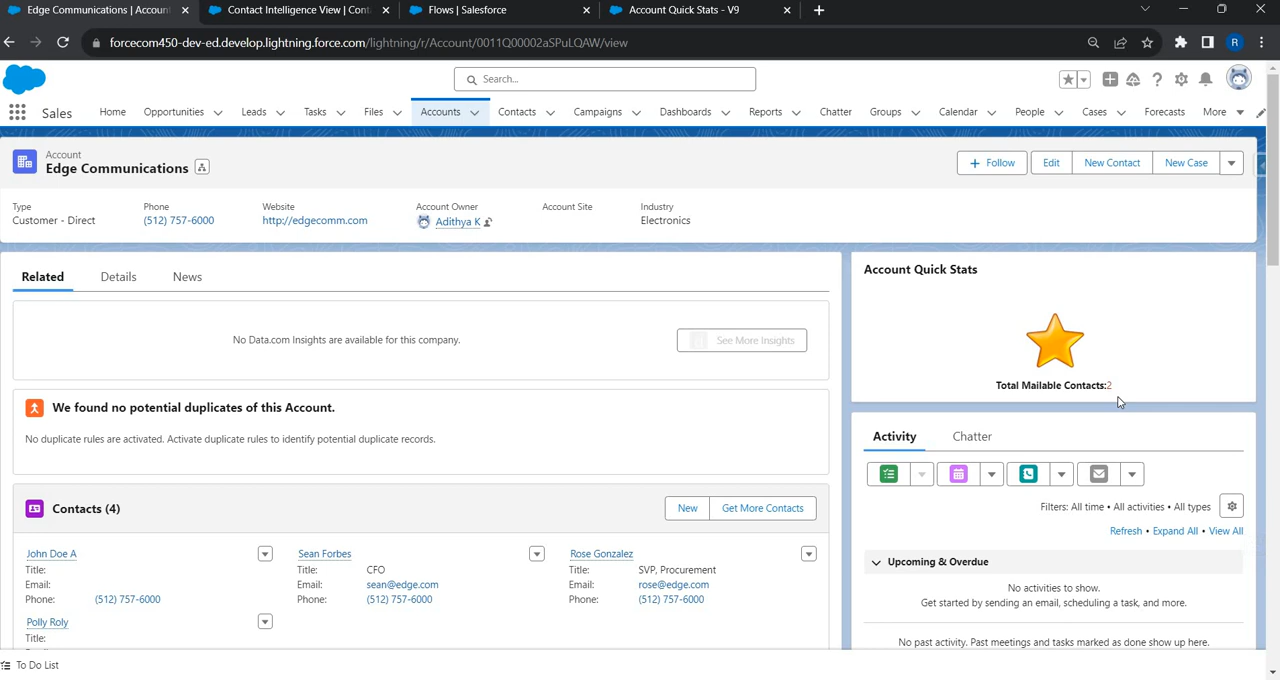 Edge Communications | Account
Contact Intelligence View | Cont
Flows | Salesforce
Account Quick Stats - V9
forcecom450-dev-ed.develop.lightning.force.com/lightning/r/Account/0011Q00002aSPuLQAW/view
R
Search...
Sales
Home
Opportunities
Leads
Tasks
Files
Accounts
Contacts
Campaigns
Dashboards
Reports
Chatter
Groups
Calendar
People
Cases
Forecasts
More
Account
Edge Communications
Follow
Edit
New Contact
New Case
Type
Customer - Direct
Phone
(512) 757-6000
Website
http://edgecomm.com
Account Owner
Adithya K
Account Site
Industry
Electronics
Related
Details
News
No Data.com Insights are available for this company.
See More Insights
We found no potential duplicates of this Account.
No duplicate rules are activated. Activate duplicate rules to identify potential duplicate records.
Contacts (4)
New
Get More Contacts
John Doe A
Title:
Email:
Phone: (512) 757-6000
Sean Forbes
Title: CFO
Email: sean@edge.com
Phone: (512) 757-6000
Rose Gonzalez
Title: SVP, Procurement
Email: rose@edge.com
Phone: (512) 757-6000
Polly Roly
Title:
Account Quick Stats
Total Mailable Contacts:2
Activity
Chatter
Filters: All time • All activities • All types
Refresh • Expand All • View All
Upcoming & Overdue
No activities to show.
Get started by sending an email, scheduling a task, and more.
No past activity. Past meetings and tasks marked as done show up here.
To Do List